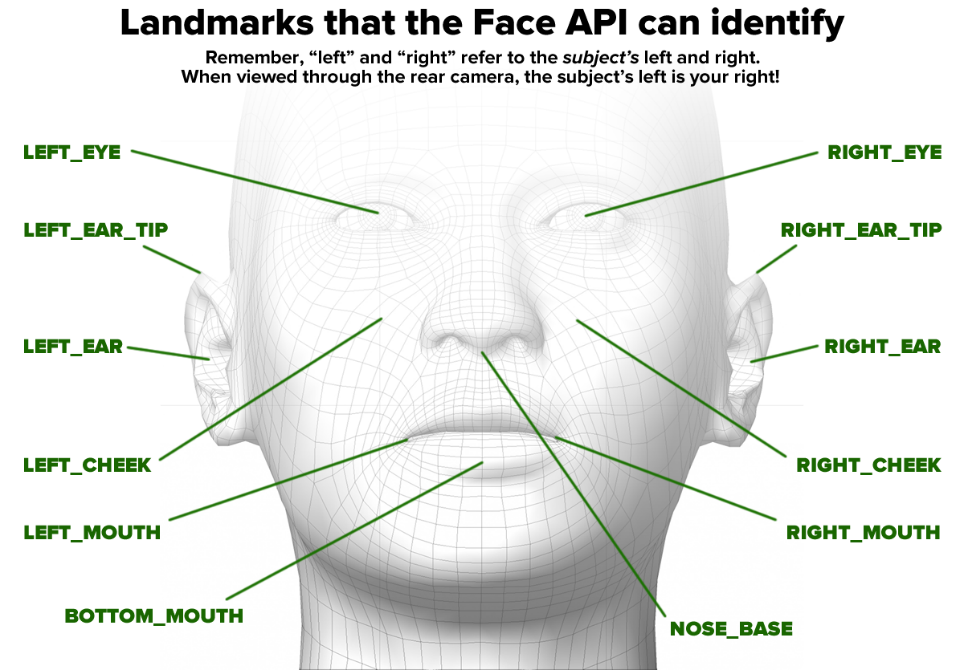 Landmarks that the Face API can identify
Remember, “left” and “right” refer to the subject’s left and right.
When viewed through the rear camera, the subject’s left is your right!
LEFT_EYE
RIGHT_EYE
LEFT_EAR_TIP
RIGHT_EAR_TIP
LEFT_EAR
RIGHT_EAR
LEFT_CHEEK
RIGHT_CHEEK
LEFT_MOUTH
RIGHT_MOUTH
BOTTOM_MOUTH
NOSE_BASE